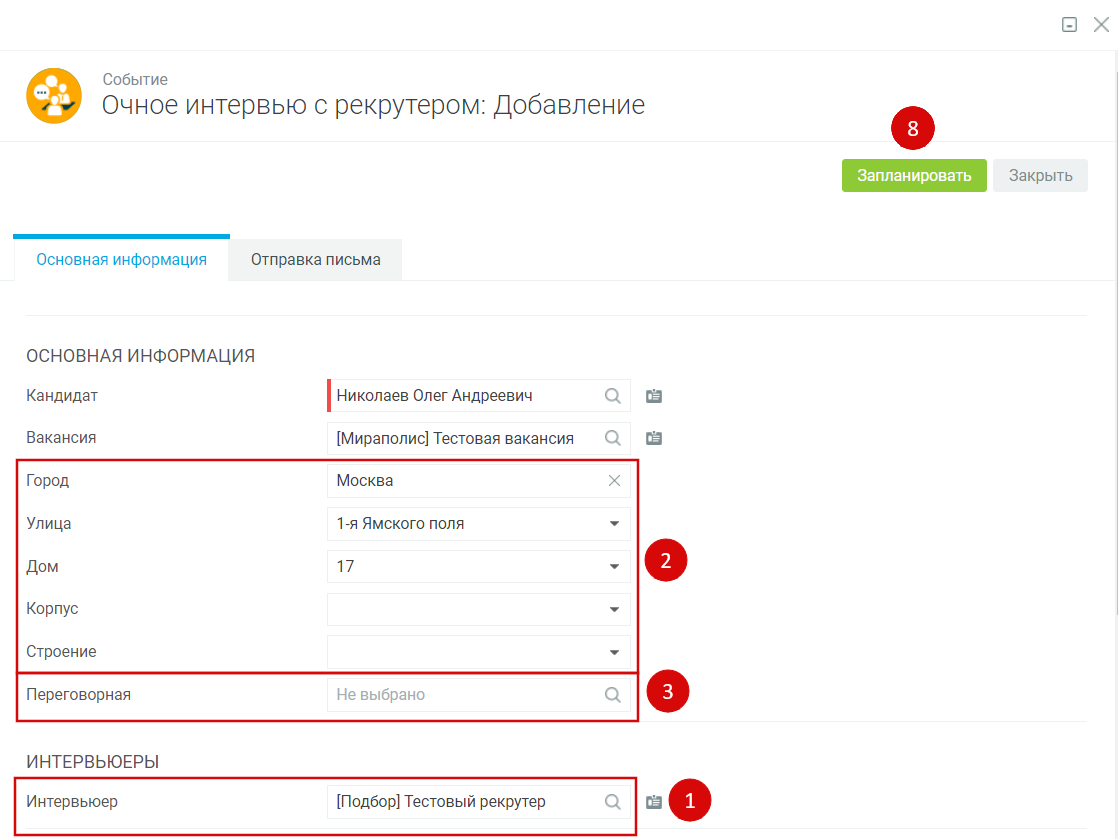 Событие
Очное интервью с рекрутером: Добавление
8
Запланировать Закрыть
Основная информация Отправка письма
ОСНОВНАЯ ИНФОРМАЦИЯ
Кандидат Николаев Олег Андреевич
Вакансия [Мираполис] Тестовая вакансия
Город Москва
Улица 1-я Ямского поля
Дом 17
2
Корпус
Строение
Переговорная Не выбрано 3
ИНТЕРВЬЮЕРЫ
Интервьюер [Подбор] Тестовый рекрутер 1